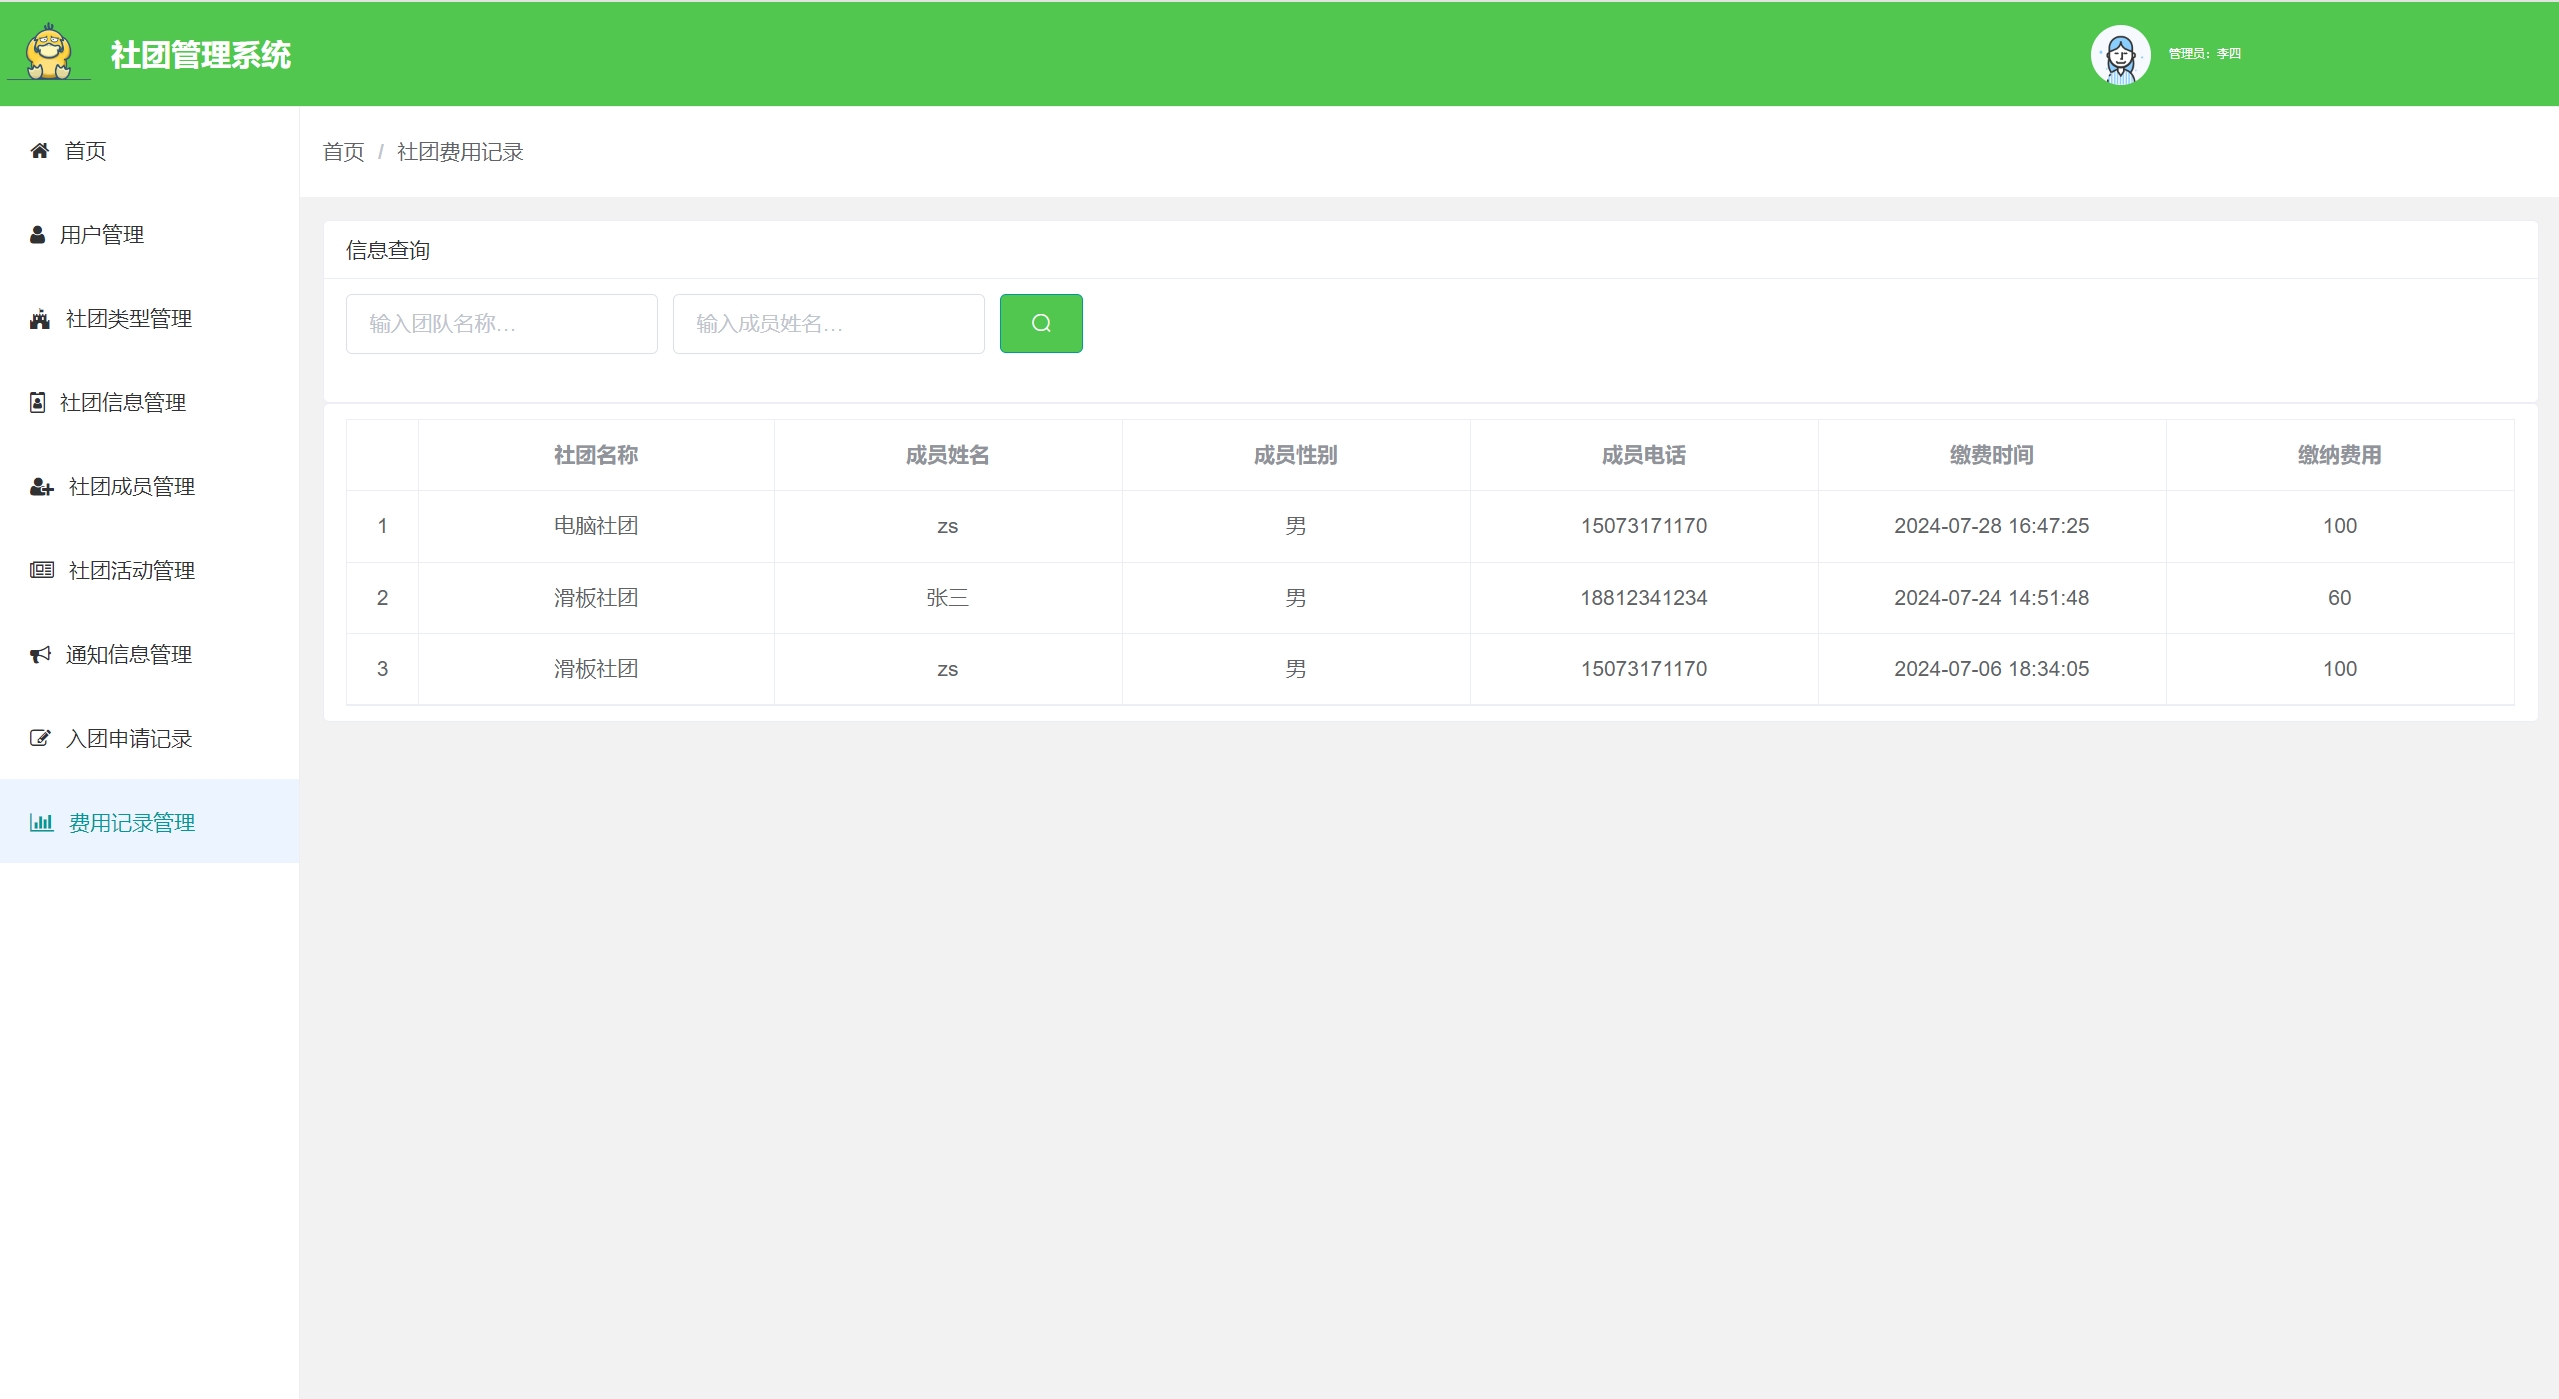 社团管理系统
管理员：李四
首页
用户管理
社团类型管理
社团信息管理
社团成员管理
社团活动管理
通知信息管理
入团申请记录
费用记录管理
首页 / 社团费用记录
信息查询
输入团队名称… 输入成员姓名…
社团名称 成员姓名 成员性别 成员电话 缴费时间 缴纳费用
1 电脑社团 zs 男 15073171170 2024-07-28 16:47:25 100
2 滑板社团 张三 男 18812341234 2024-07-24 14:51:48 60
3 滑板社团 zs 男 15073171170 2024-07-06 18:34:05 100